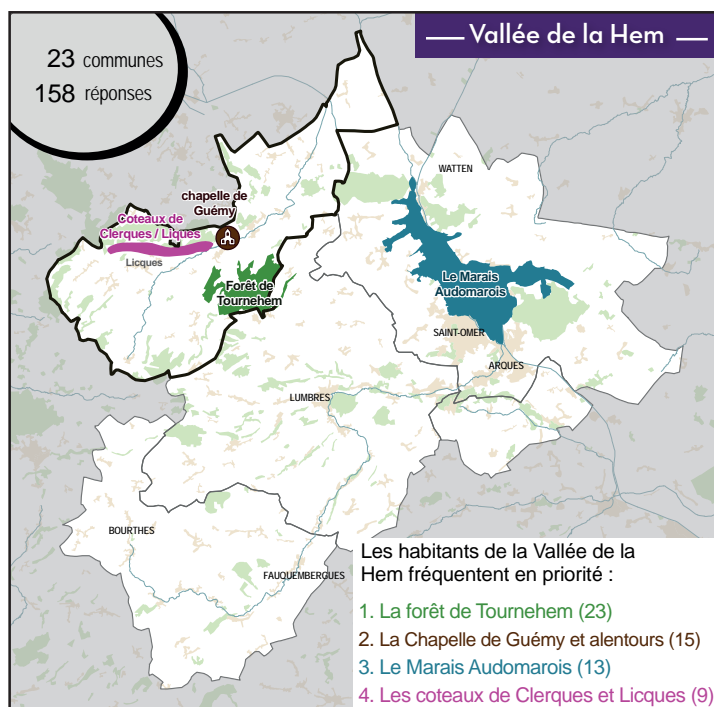 Vallée de la Hem
23 communes
158 réponses
WATTEN
chapelle de
Guémy
Coteaux de
Clerques / Liques
Licques
Forêt de
Tournehem
Le Marais
Audomarois
SAINT-OMER
ARQUES
LUMBRES
BOURTHES
FAUQUEMBERGUES
Les habitants de la Vallée de la
Hem fréquentent en priorité :
1. La forêt de Tournehem (23)
2. La Chapelle de Guémy et alentours (15)
3. Le Marais Audomarois (13)
4. Les coteaux de Clerques et Licques (9)